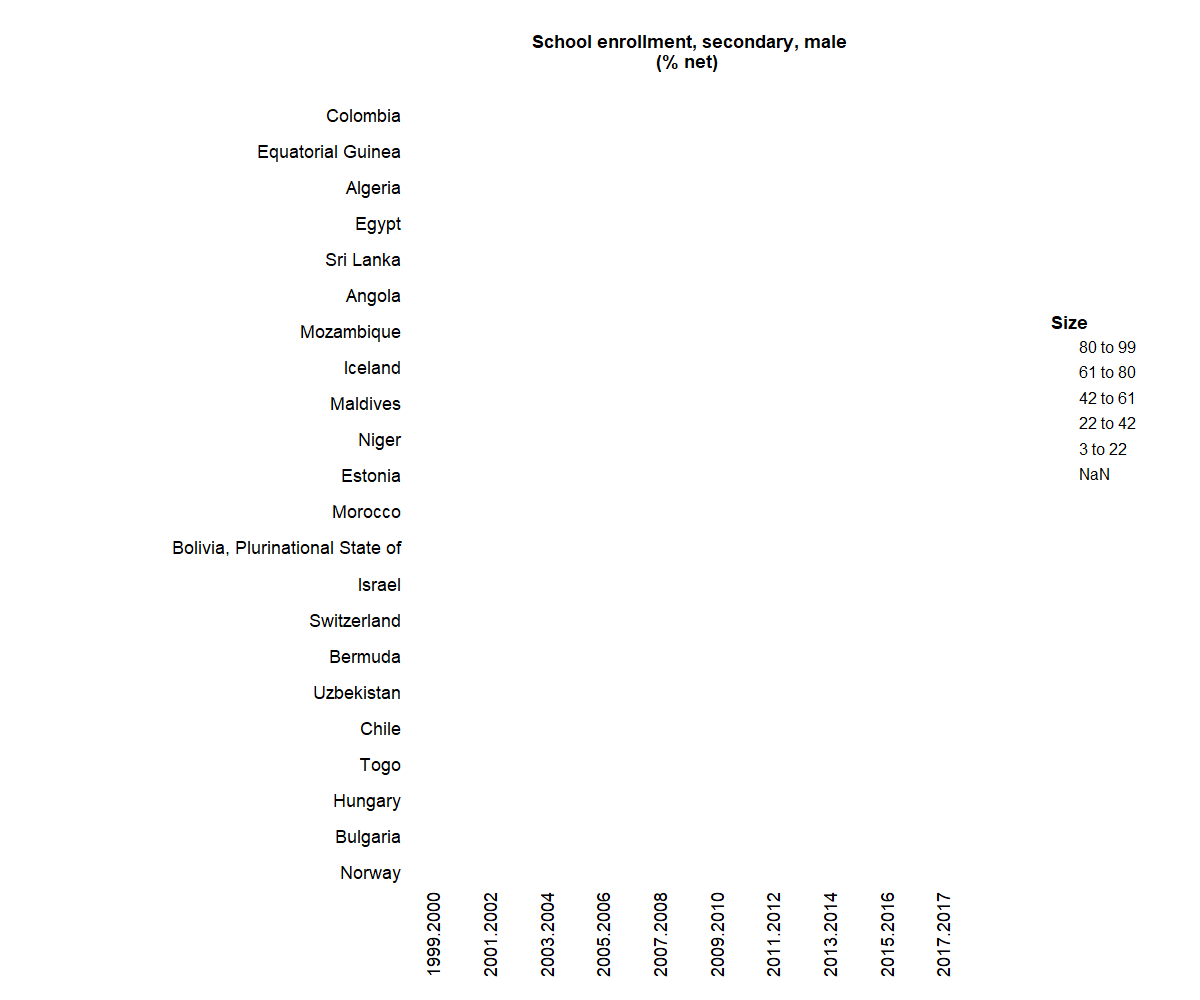 School enrollment, secondary, male
(% net)
Colombia
Equatorial Guinea
Algeria
Egypt
Sri Lanka
Angola
Mozambique
Iceland
Maldives
Niger
Estonia
Morocco
Bolivia, Plurinational State of
Israel
Switzerland
Bermuda
Uzbekistan
Chile
Togo
Hungary
Bulgaria
Norway
1999.2000
2001.2002
2003.2004
2005.2006
2007.2008
2009.2010
2011.2012
2013.2014
2015.2016
2017.2017
Size
80 to 99
61 to 80
42 to 61
22 to 42
3 to 22
NaN